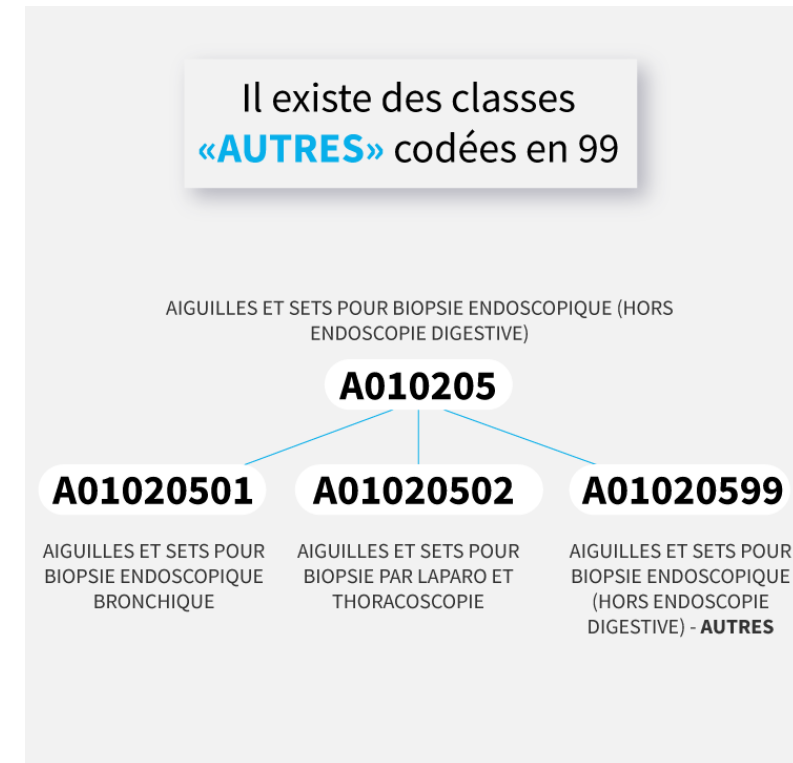 Il existe des classes
«AUTRES» codées en 99
AIGUILLES ET SETS POUR BIOPSIE ENDOSCOPIQUE (HORS
ENDOSCOPIE DIGESTIVE)
A010205
A01020501
AIGUILLES ET SETS POUR
BIOPSIE ENDOSCOPIQUE
BRONCHIQUE
A01020502
AIGUILLES ET SETS POUR
BIOPSIE PAR LAPARO ET
THORACOSCOPIE
A01020599
AIGUILLES ET SETS POUR
BIOPSIE ENDOSCOPIQUE
(HORS ENDOSCOPIE
DIGESTIVE) - AUTRES